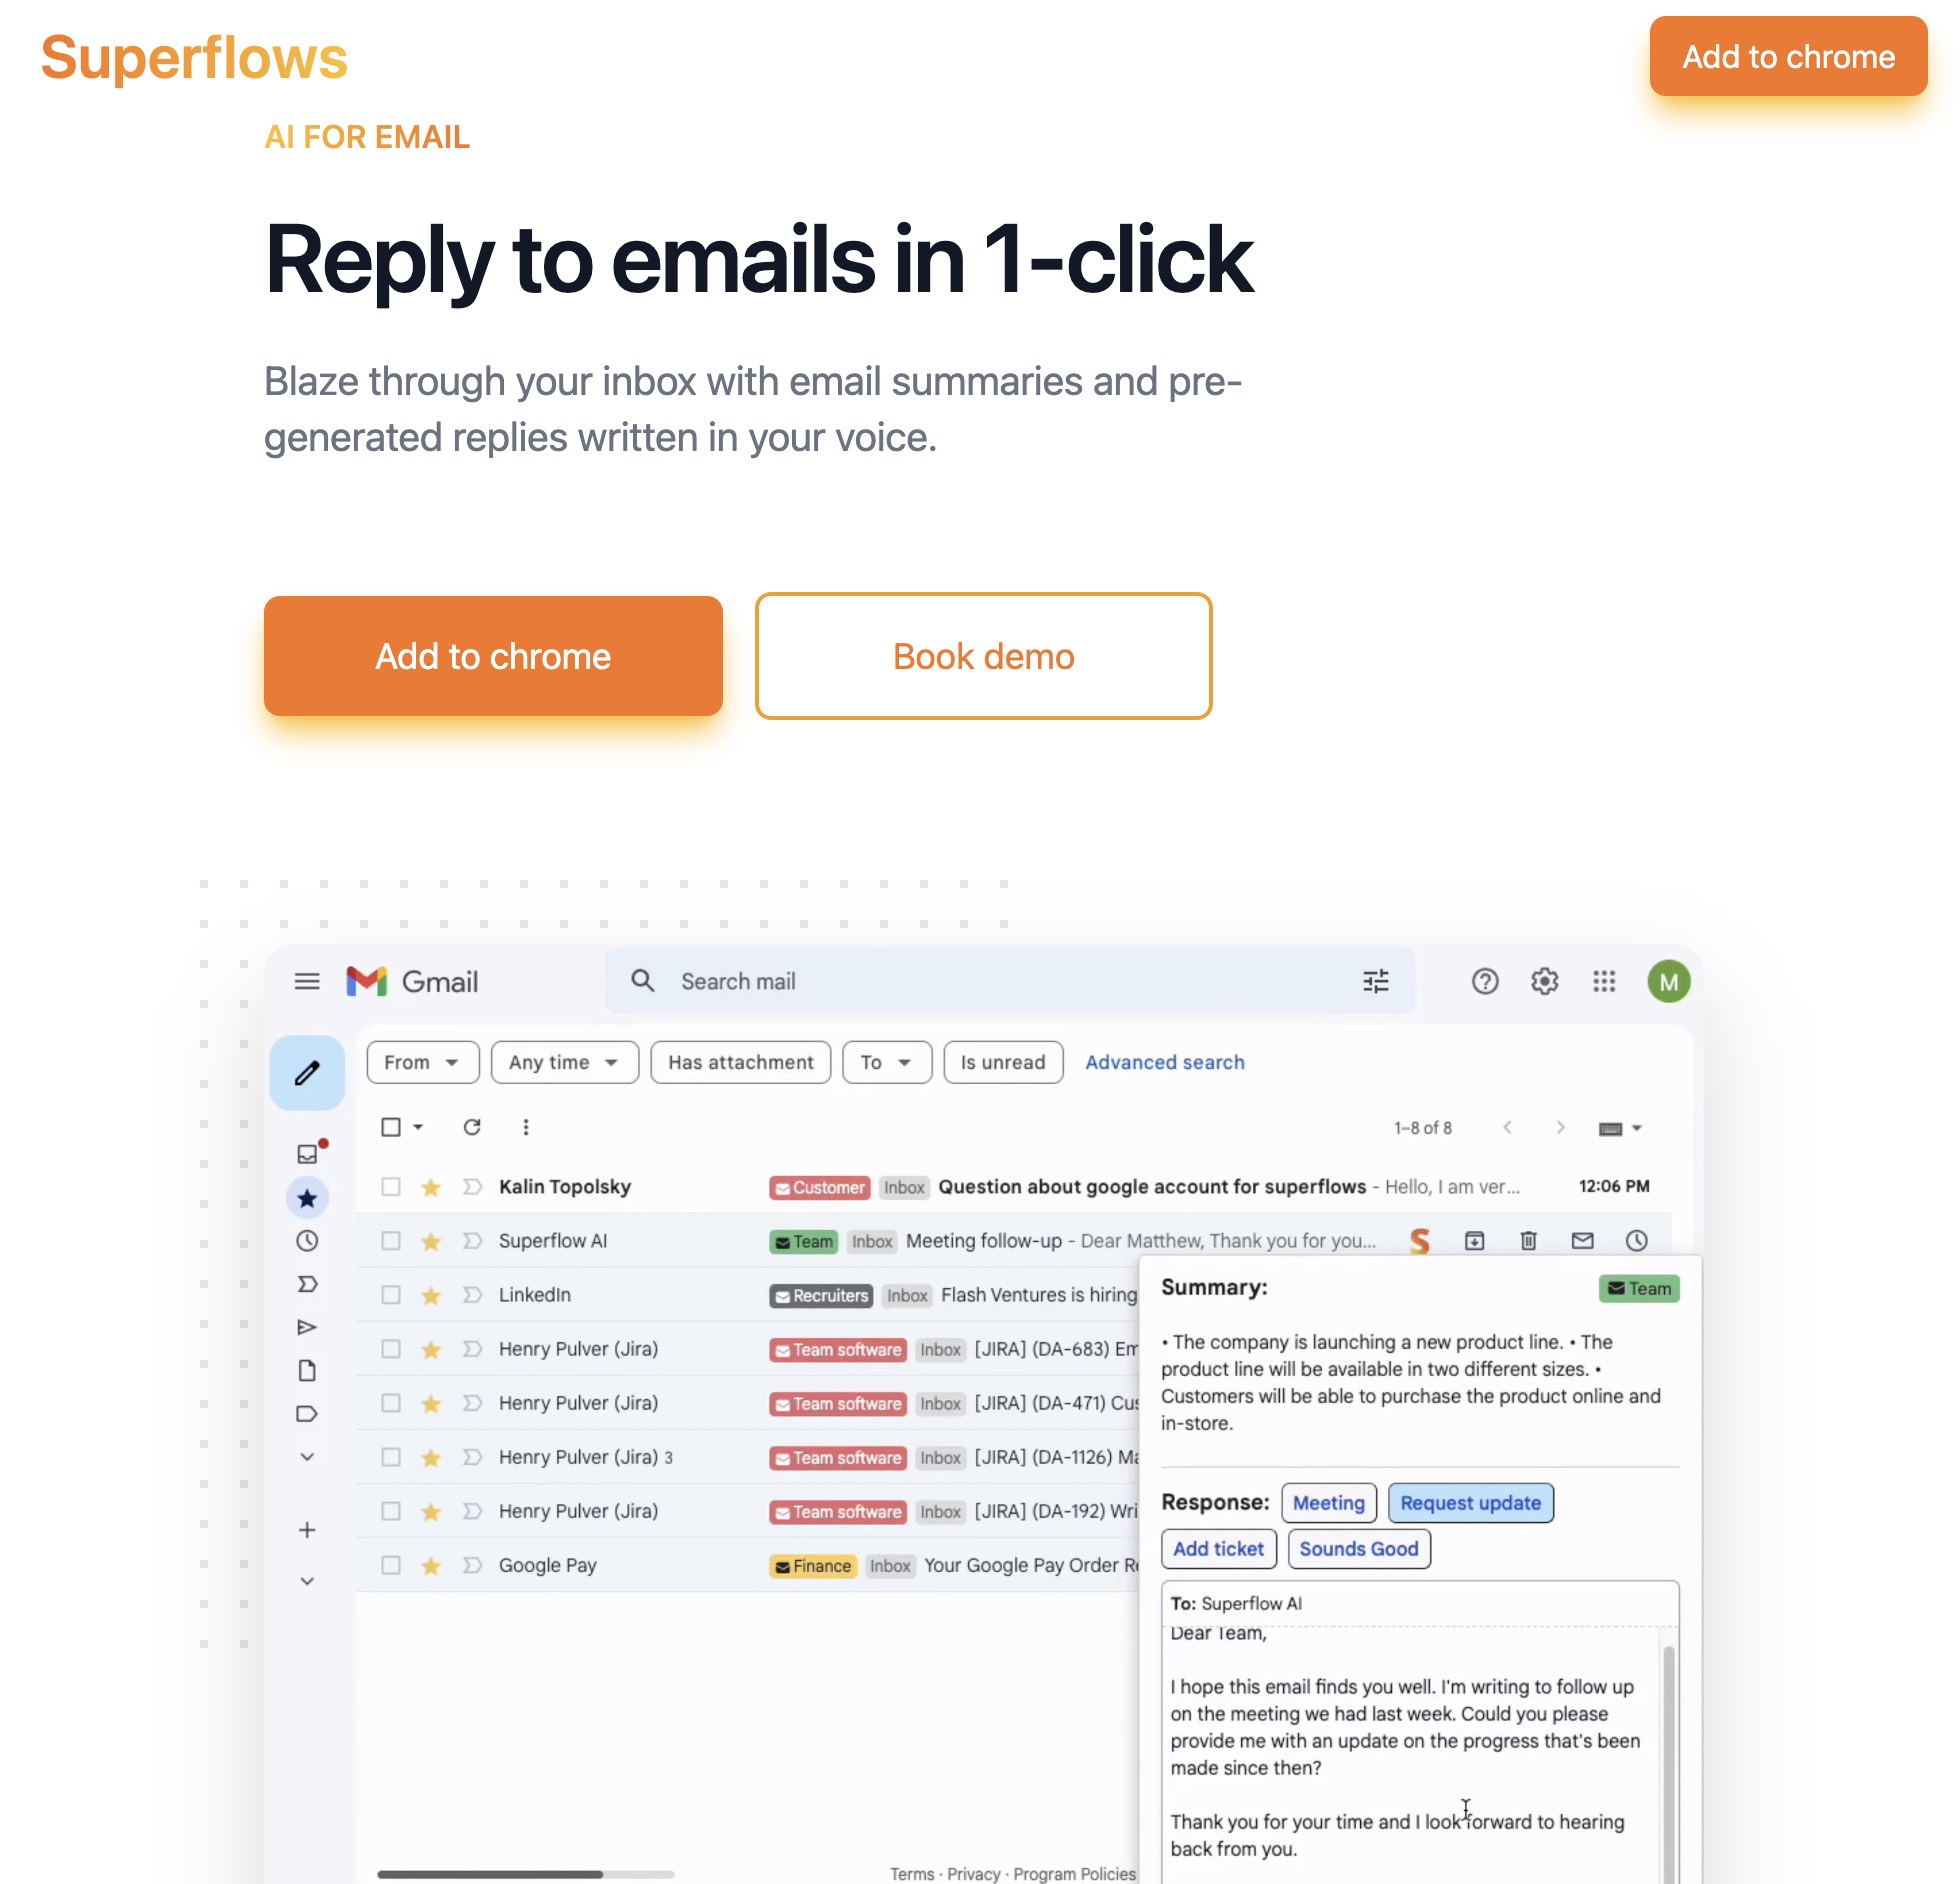 Superflows
Add to chrome
AI FOR EMAIL
Reply to emails in 1-click
Blaze through your inbox with email summaries and pre-
generated replies written in your voice.
Add to chrome
Book demo
Gmail
Search mail
M
From
Any time
Has attachment
To
Is unread
Advanced search
1–8 of 8
Kalin Topolsky Customer Inbox Question about google account for superflows - Hello, I am ver... 12:06 PM
Superflow AI Team Inbox Meeting follow-up - Dear Matthew, Thank you for you... S
LinkedIn Recruiters Inbox Flash Ventures is hiring
Henry Pulver (Jira) Team software Inbox [JIRA] (DA-683) Em
Henry Pulver (Jira) Team software Inbox [JIRA] (DA-471) Cus
Henry Pulver (Jira) 3 Team software Inbox [JIRA] (DA-1126) Ma
Henry Pulver (Jira) Team software Inbox [JIRA] (DA-192) Wri
Google Pay Finance Inbox Your Google Pay Order Re
Summary:
Team
• The company is launching a new product line. • The
product line will be available in two different sizes. •
Customers will be able to purchase the product online and
in-store.
Response: Meeting Request update
Add ticket Sounds Good
To: Superflow AI
Dear Team,
I hope this email finds you well. I'm writing to follow up
on the meeting we had last week. Could you please
provide me with an update on the progress that's been
made since then?
Thank you for your time and I look forward to hearing
back from you.
Terms · Privacy · Program Policies